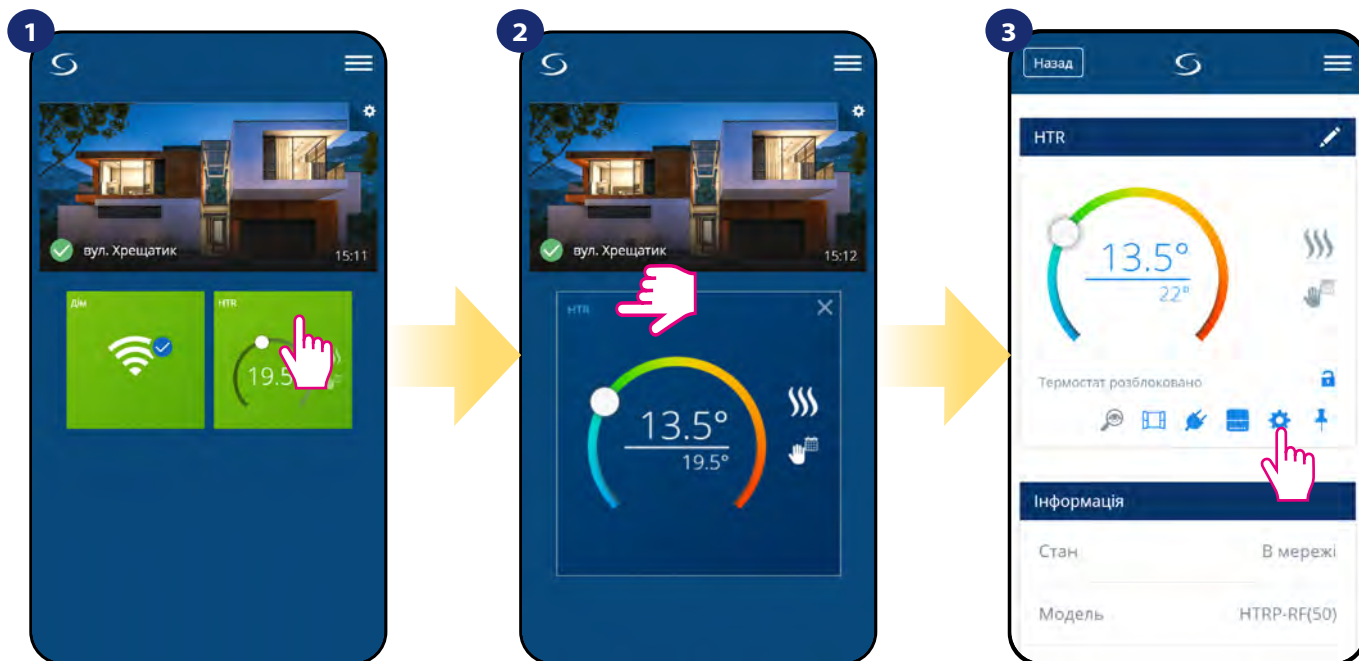 1
вул. Хрещатик
15:11
Дім
HTR
19.5
2
вул. Хрещатик
15:12
HTR
13.5°
19.5°
3
Назад
HTR
13.5°
22°
Термостат розблоковано
Інформація
Стан
В мережі
Модель
HTRP-RF(50)